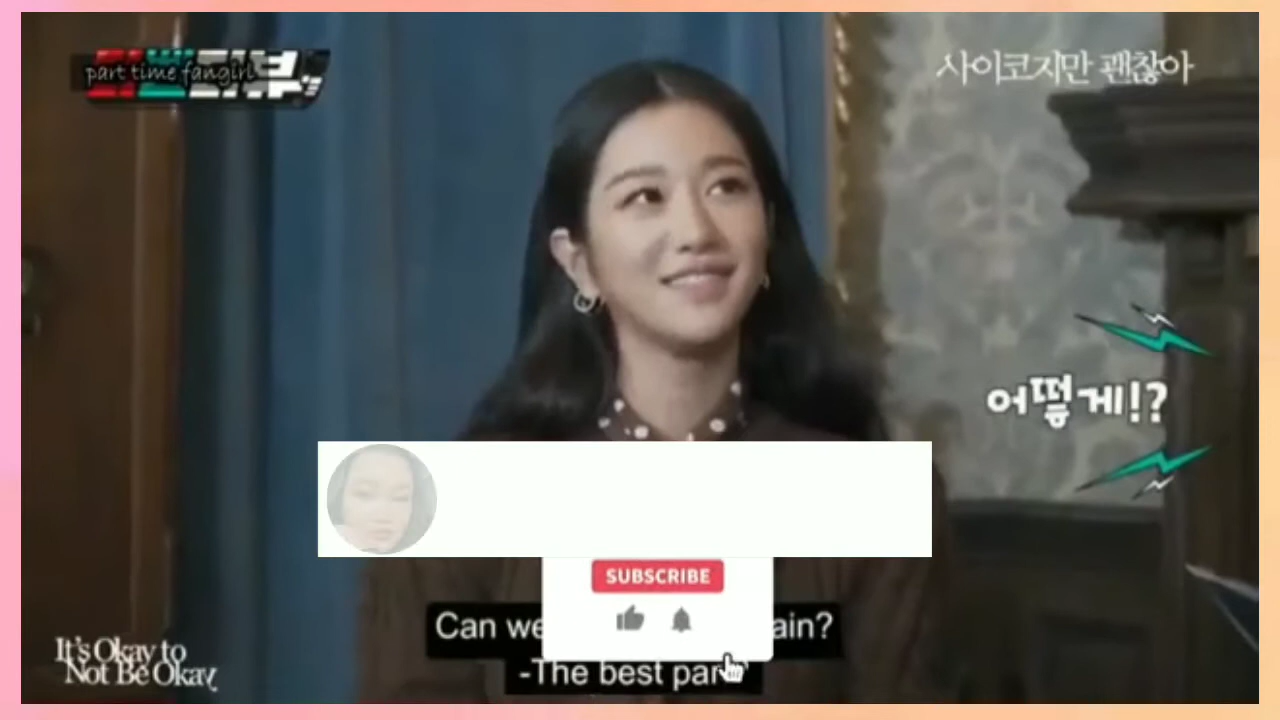 part time fangirl
사이코지만 괜찮아
어떻게!?
SUBSCRIBE
Can we ain?
-The best par
It's Okay to
Not Be Okay